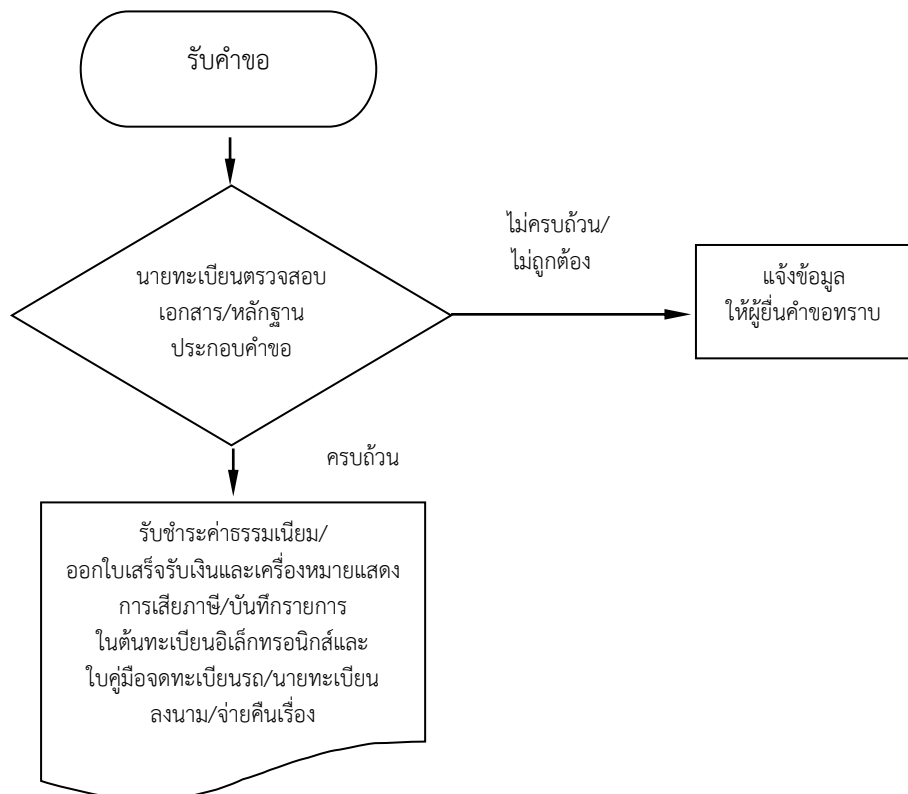 รับคำขอ
นายทะเบียนตรวจสอบ
เอกสาร/หลักฐาน
ประกอบคำขอ
ไม่ครบถ้วน/
ไม่ถูกต้อง
แจ้งข้อมูล
ให้ผู้ยื่นคำขอทราบ
ครบถ้วน
รับชำระค่าธรรมเนียม/
ออกใบเสร็จรับเงินและเครื่องหมายแสดง
การเสียภาษี/บันทึกรายการ
ในต้นทะเบียนอิเล็กทรอนิกส์และ
ใบคู่มือจดทะเบียนรถ/นายทะเบียน
ลงนาม/จ่ายคืนเรื่อง